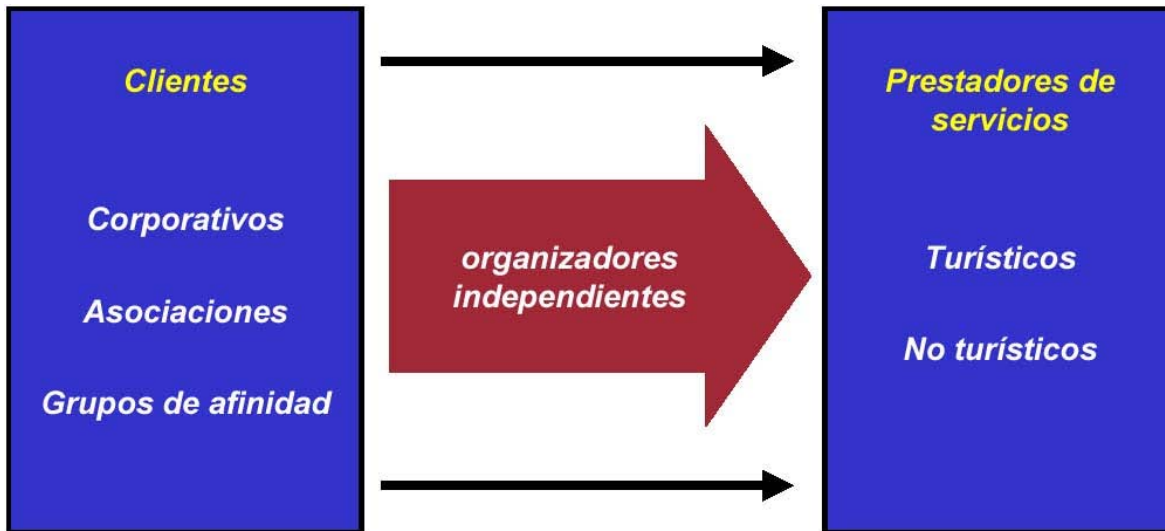 Clientes
Corporativos
Asociaciones
Grupos de afinidad
organizadores
independientes
Prestadores de
servicios
Turísticos
No turísticos